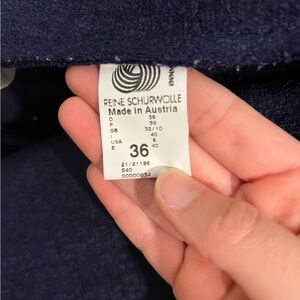 REINE SCHURWOLLE
Made in Austria
D 36
F 38
GB 32/10
I 40
USA 6
E 40
36
21/21196
640
00000934